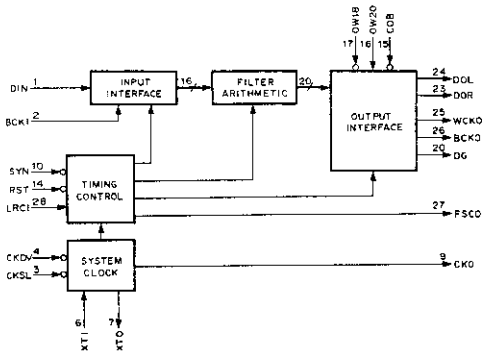 OW18
OW20
COB
17
16
15
DIN 1
INPUT INTERFACE
16
FILTER ARITHMETIC
20
OUTPUT INTERFACE
24 DOL
23 DOR
25 WCKO
26 BCKO
20 DG
BCKI 2
SYN 10
RST 14
LRCI 28
TIMING CONTROL
27 FSCO
CKDV 4
CKSL 3
SYSTEM CLOCK
9 CKO
6
7
XTI
XTO